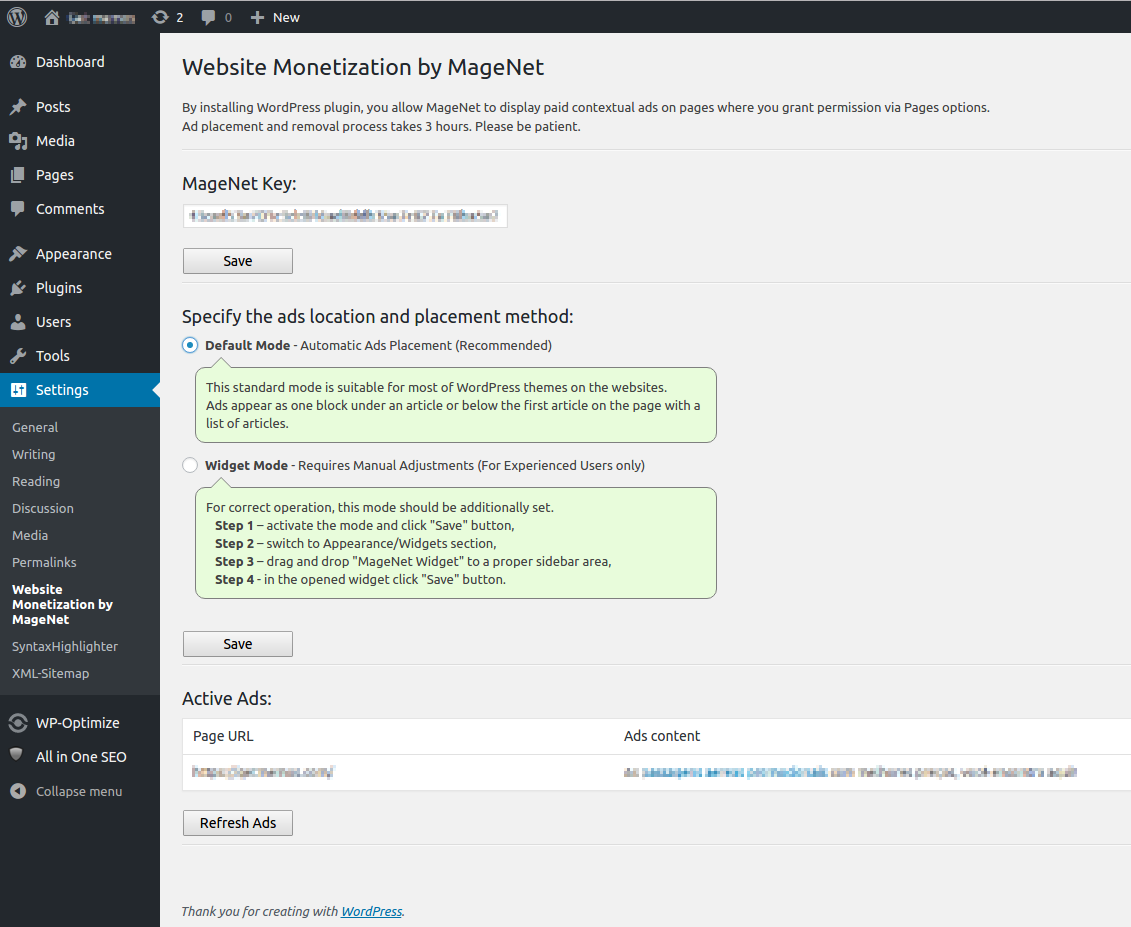 2
0
New
Dashboard
Posts
Media
Pages
Comments
Appearance
Plugins
Users
Tools
Settings
General
Writing
Reading
Discussion
Media
Permalinks
Website
Monetization by
MageNet
SyntaxHighlighter
XML-Sitemap
WP-Optimize
All in One SEO
Collapse menu
Website Monetization by MageNet
By installing WordPress plugin, you allow MageNet to display paid contextual ads on pages where you grant permission via Pages options.
Ad placement and removal process takes 3 hours. Please be patient.
MageNet Key:
Save
Specify the ads location and placement method:
Default Mode - Automatic Ads Placement (Recommended)
This standard mode is suitable for most of WordPress themes on the websites.
Ads appear as one block under an article or below the first article on the page with a
list of articles.
Widget Mode - Requires Manual Adjustments (For Experienced Users only)
For correct operation, this mode should be additionally set.
Step 1 – activate the mode and click "Save" button,
Step 2 – switch to Appearance/Widgets section,
Step 3 – drag and drop "MageNet Widget" to a proper sidebar area,
Step 4 - in the opened widget click "Save" button.
Save
Active Ads:
Page URL Ads content
Refresh Ads
Thank you for creating with WordPress.